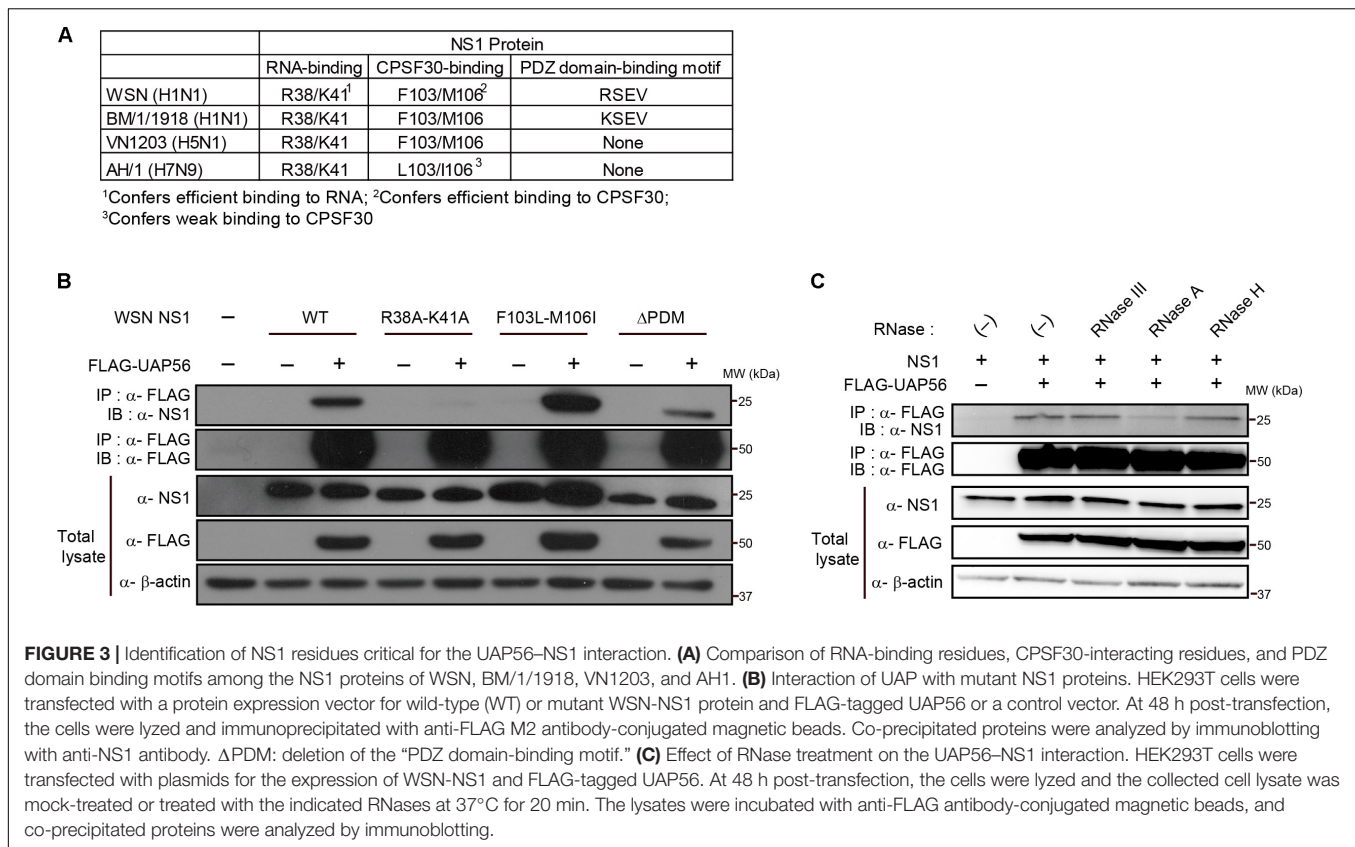 A
NS1 Protein
RNA-binding CPSF30-binding PDZ domain-binding motif
WSN (H1N1) R38/K41¹ F103/M106² RSEV
BM/1/1918 (H1N1) R38/K41 F103/M106 KSEV
VN1203 (H5N1) R38/K41 F103/M106 None
AH/1 (H7N9) R38/K41 L103/I106³ None
¹Confers efficient binding to RNA; ²Confers efficient binding to CPSF30;
³Confers weak binding to CPSF30
B
WSN NS1 – WT R38A-K41A F103L-M106I ΔPDM
FLAG-UAP56 – – + – + – + – +
MW (kDa)
IP : α- FLAG
IB : α- NS1
25
IP : α- FLAG
IB : α- FLAG
50
Total lysate
α- NS1
25
α- FLAG
50
α- β-actin
37
C
RNase : (–) (–) RNase III RNase A RNase H
NS1 + + + + +
FLAG-UAP56 – + + + +
MW (kDa)
IP : α- FLAG
IB : α- NS1
25
IP : α- FLAG
IB : α- FLAG
50
Total lysate
α- NS1
25
α- FLAG
50
α- β-actin
37
FIGURE 3 | Identification of NS1 residues critical for the UAP56–NS1 interaction. (A) Comparison of RNA-binding residues, CPSF30-interacting residues, and PDZ
domain binding motifs among the NS1 proteins of WSN, BM/1/1918, VN1203, and AH1. (B) Interaction of UAP with mutant NS1 proteins. HEK293T cells were
transfected with a protein expression vector for wild-type (WT) or mutant WSN-NS1 protein and FLAG-tagged UAP56 or a control vector. At 48 h post-transfection,
the cells were lyzed and immunoprecipitated with anti-FLAG M2 antibody-conjugated magnetic beads. Co-precipitated proteins were analyzed by immunoblotting
with anti-NS1 antibody. ΔPDM: deletion of the “PDZ domain-binding motif.” (C) Effect of RNase treatment on the UAP56–NS1 interaction. HEK293T cells were
transfected with plasmids for the expression of WSN-NS1 and FLAG-tagged UAP56. At 48 h post-transfection, the cells were lyzed and the collected cell lysate was
mock-treated or treated with the indicated RNases at 37°C for 20 min. The lysates were incubated with anti-FLAG antibody-conjugated magnetic beads, and
co-precipitated proteins were analyzed by immunoblotting.